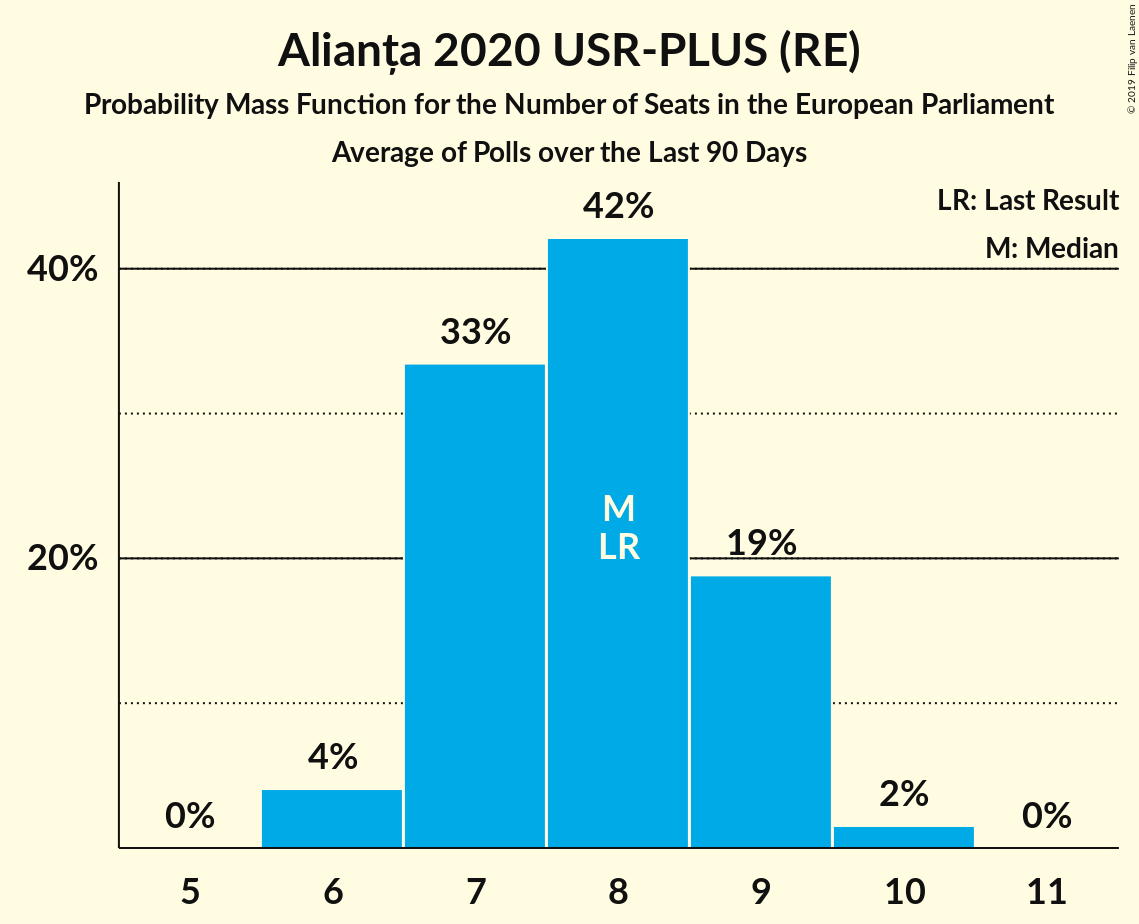 Alianța 2020 USR-PLUS (RE)
Probability Mass Function for the Number of Seats in the European Parliament
Average of Polls over the Last 90 Days
© 2019 Filip van Laenen
LR: Last Result
M: Median
40%
20%
0%
4%
33%
42%
19%
2%
0%
M
LR
5
6
7
8
9
10
11